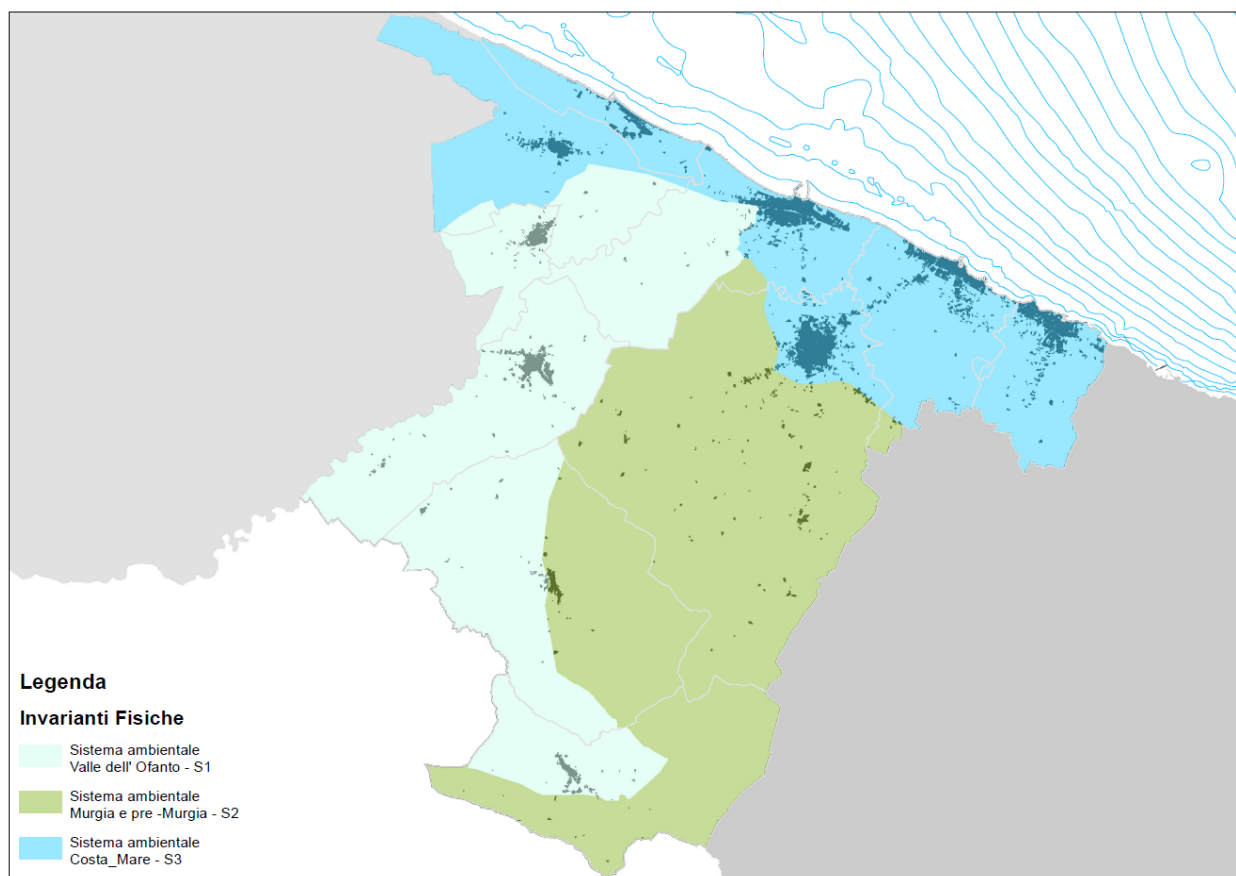 Legenda
Invarianti Fisiche
Sistema ambientale
Valle dell' Ofanto - S1
Sistema ambientale
Murgia e pre -Murgia - S2
Sistema ambientale
Costa_Mare - S3